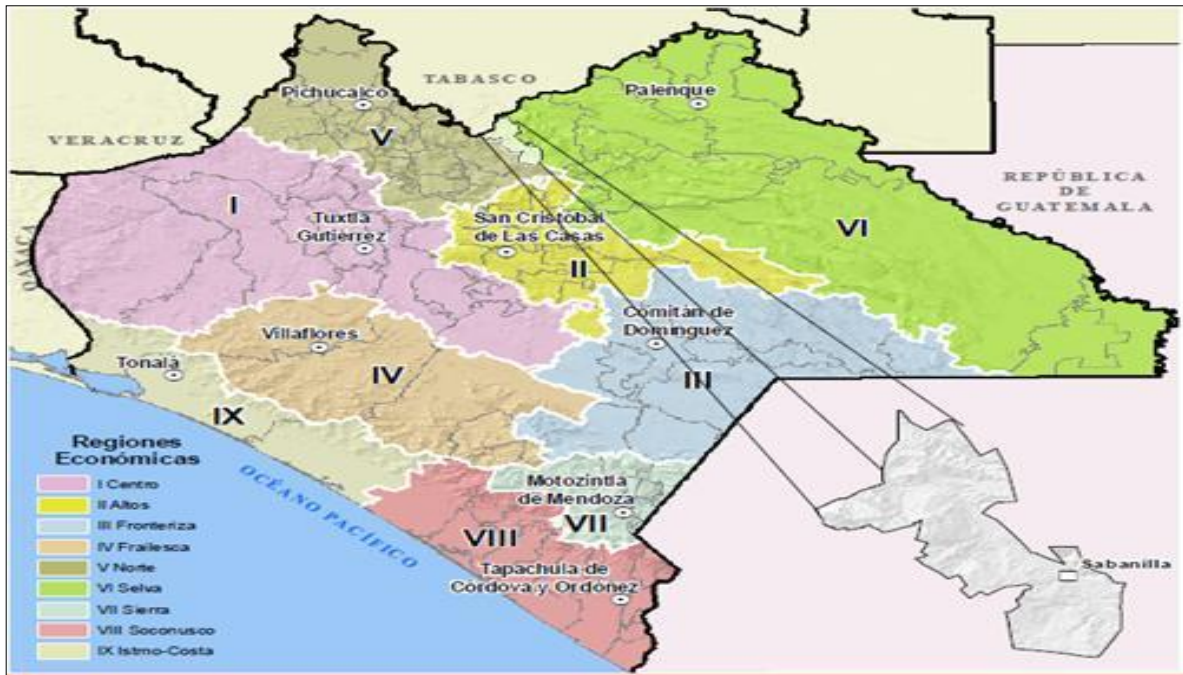 TABASCO
Pichucalco
Palenque
VERACRUZ
V
REPÚBLICA
DE
GUATEMALA
I
Tuxtla
Gutiérrez
San Cristobal
de Las Casas
VI
OAXACA
II
Comitán de
Domínguez
Villaflores
Tonalá
IV
III
IX
Regiones
Económicas
I Centro
II Altos
III Fronteriza
IV Frailesca
V Norte
VI Selva
VII Sierra
VIII Soconusco
IX Istmo-Costa
OCÉANO PACÍFICO
Motozintla
de Mendoza
VIII
VII
Tapachula de
Córdova y Ordóñez
Sabanilla